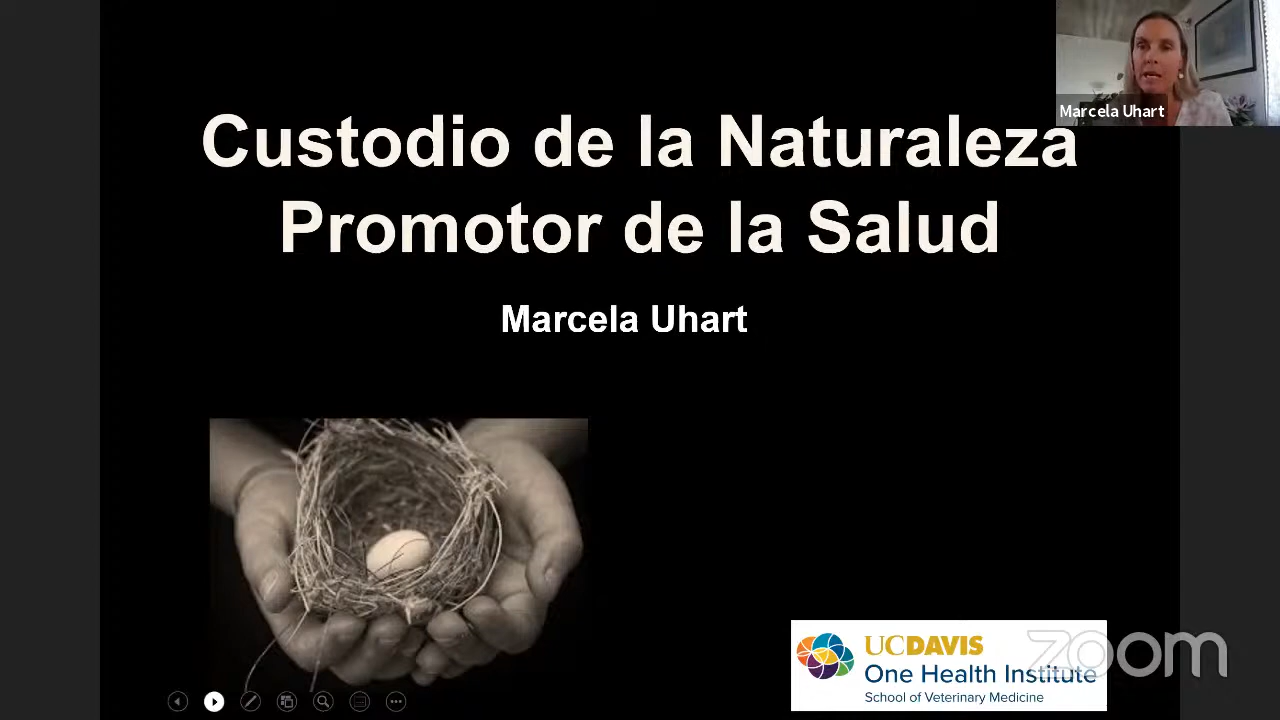 Marcela Uhart
Custodio de la Naturaleza
Promotor de la Salud
Marcela Uhart
UCDAVIS
One Health Institute
School of Veterinary Medicine
zoom